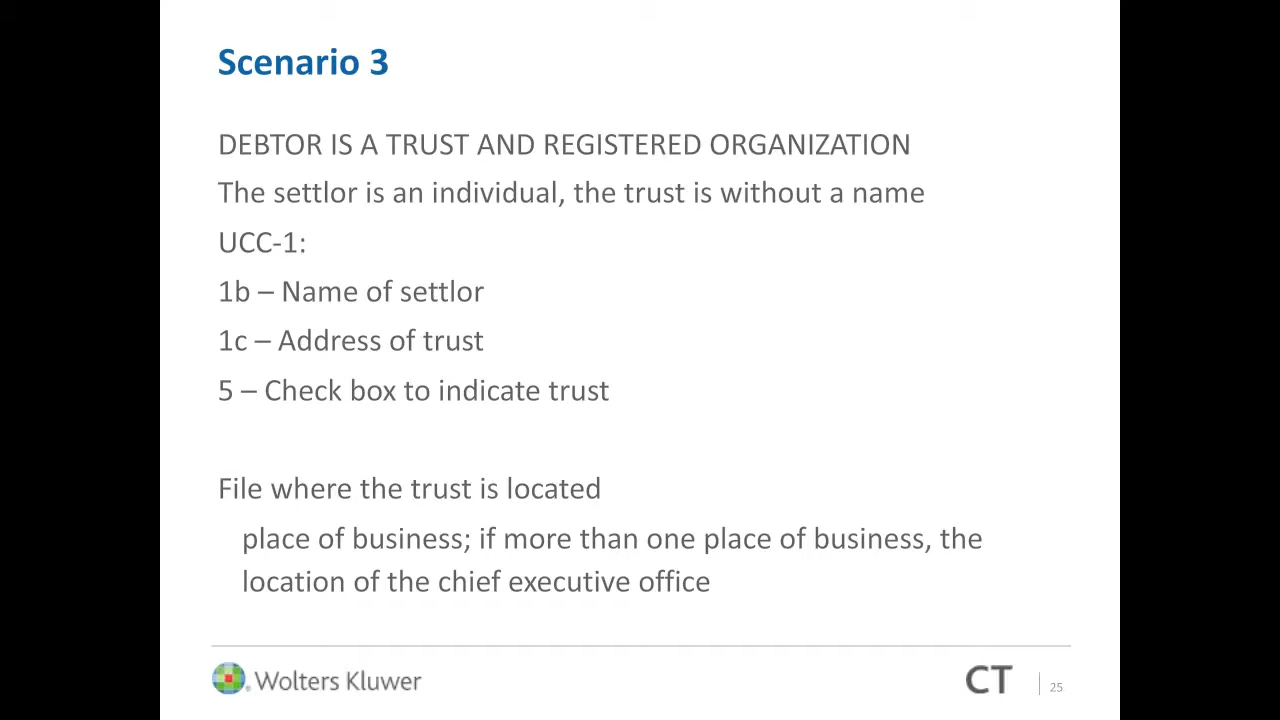 Scenario 3
DEBTOR IS A TRUST AND REGISTERED ORGANIZATION
The settlor is an individual, the trust is without a name
UCC-1:
1b – Name of settlor
1c – Address of trust
5 – Check box to indicate trust
File where the trust is located
place of business; if more than one place of business, the
location of the chief executive office
Wolters Kluwer
CT
25